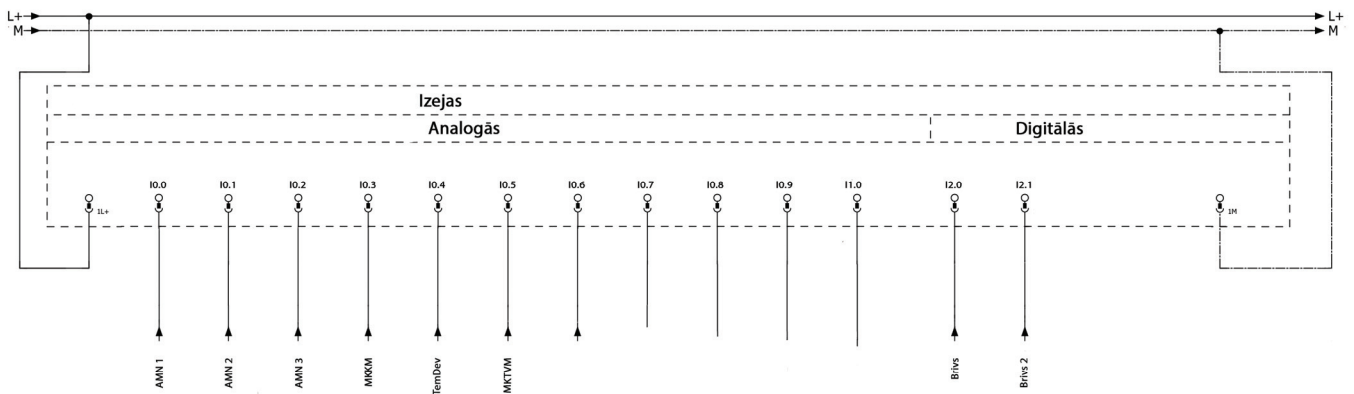 L+ L+
M M
Izejas
Analogās Digitālās
I0.0 I0.1 I0.2 I0.3 I0.4 I0.5 I0.6 I0.7 I0.8 I0.9 I1.0 I2.0 I2.1
1L+ 1M
AMN 1
AMN 2
AMN 3
MKKM
TemDev
MKTVM
Brivs
Brivs 2